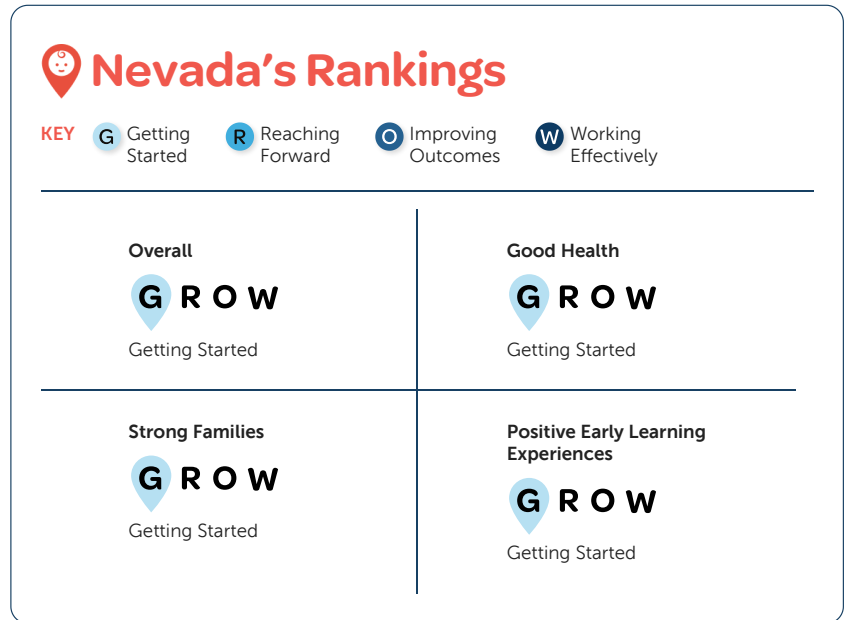 Nevada's Rankings
KEY G Getting Started R Reaching Forward O Improving Outcomes W Working Effectively
Overall
G R O W
Getting Started
Good Health
G R O W
Getting Started
Strong Families
G R O W
Getting Started
Positive Early Learning
Experiences
G R O W
Getting Started